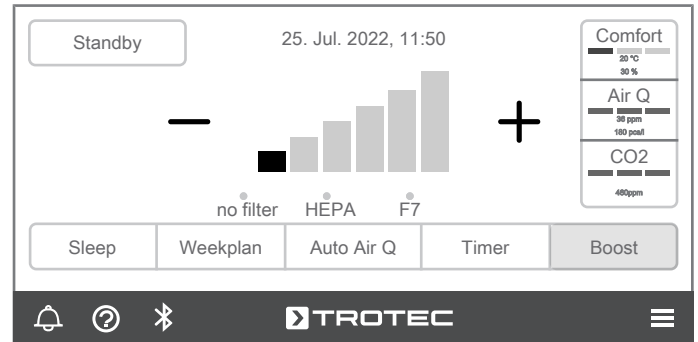 Standby
25. Jul. 2022, 11:50
Comfort
20 °C
30 %
Air Q
36 ppm
180 pcs/l
CO2
460ppm
no filter HEPA F7
Sleep Weekplan Auto Air Q Timer Boost
TROTEC